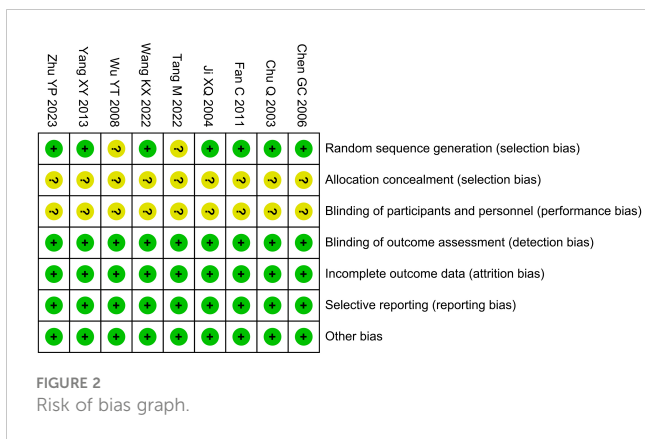 Zhu YP 2023
Yang XY 2013
Wu YT 2008
Wang KX 2022
Tang M 2022
Ji XQ 2004
Fan C 2011
Chu Q 2003
Chen GC 2006
+ + ? + ? + + + + Random sequence generation (selection bias)
? ? ? ? ? ? ? ? ? Allocation concealment (selection bias)
? ? ? ? ? ? ? ? ? Blinding of participants and personnel (performance bias)
+ + + + + + + + + Blinding of outcome assessment (detection bias)
+ + + + + + + + + Incomplete outcome data (attrition bias)
+ + + + + + + + + Selective reporting (reporting bias)
+ + + + + + + + + Other bias
FIGURE 2
Risk of bias graph.